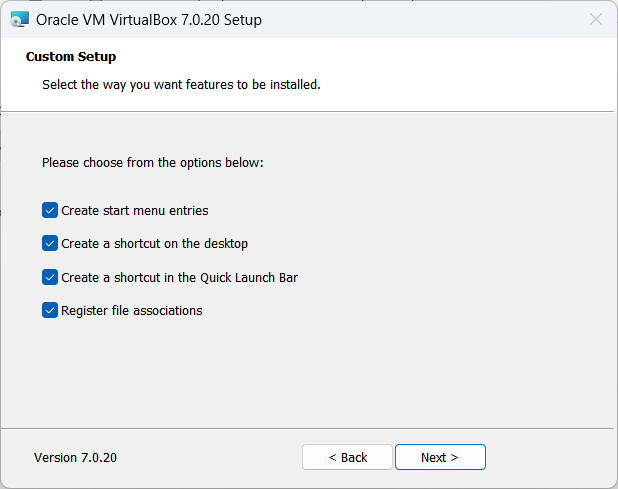 Oracle VM VirtualBox 7.0.20 Setup
Custom Setup
Select the way you want features to be installed.
Please choose from the options below:
Create start menu entries
Create a shortcut on the desktop
Create a shortcut in the Quick Launch Bar
Register file associations
Version 7.0.20
< Back
Next >